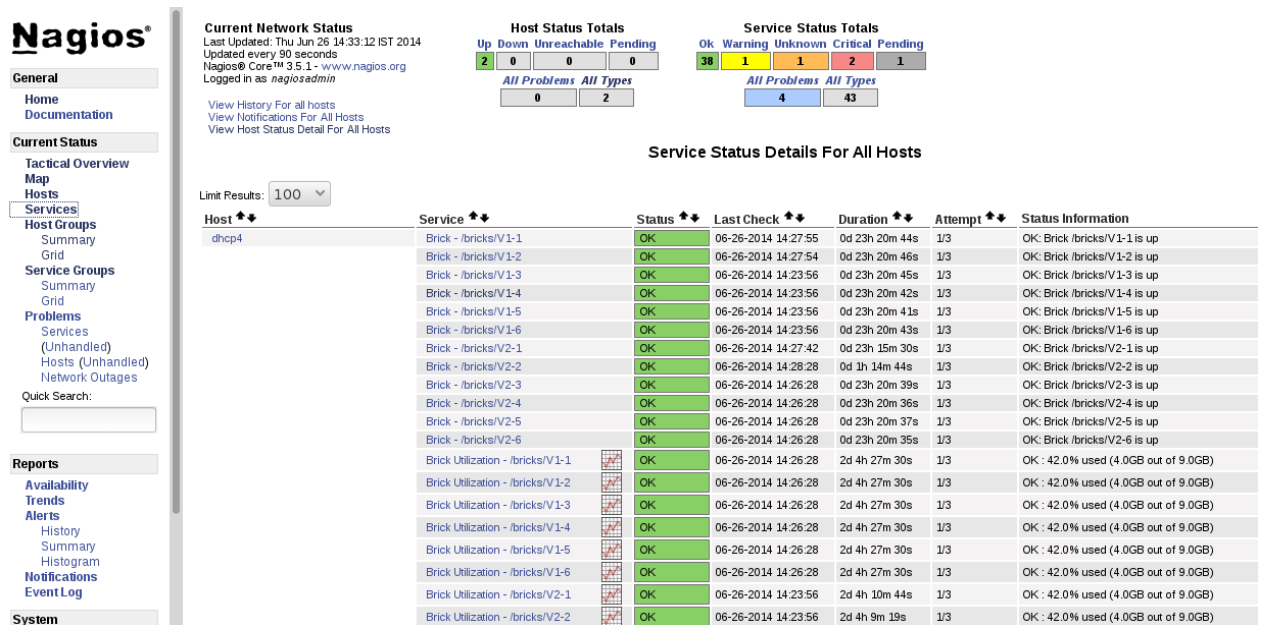 Nagios®
General
Home
Documentation
Current Status
Tactical Overview
Map
Hosts
Services
Host Groups
Summary
Grid
Service Groups
Summary
Grid
Problems
Services
(Unhandled)
Hosts (Unhandled)
Network Outages
Quick Search:
Reports
Availability
Trends
Alerts
History
Summary
Histogram
Notifications
Event Log
System
Current Network Status
Last Updated: Thu Jun 26 14:33:12 IST 2014
Updated every 90 seconds
Nagios® Core™ 3.5.1 - www.nagios.org
Logged in as nagiosadmin
View History For all hosts
View Notifications For All Hosts
View Host Status Detail For All Hosts
Host Status Totals
Up Down Unreachable Pending
2 0 0 0
All Problems All Types
0 2
Service Status Totals
Ok Warning Unknown Critical Pending
38 1 1 2 1
All Problems All Types
4 43
Service Status Details For All Hosts
Limit Results: 100
Host Service Status Last Check Duration Attempt Status Information
dhcp4 Brick - /bricks/V1-1 OK 06-26-2014 14:27:55 0d 23h 20m 44s 1/3 OK: Brick /bricks/V1-1 is up
Brick - /bricks/V1-2 OK 06-26-2014 14:27:54 0d 23h 20m 46s 1/3 OK: Brick /bricks/V1-2 is up
Brick - /bricks/V1-3 OK 06-26-2014 14:23:56 0d 23h 20m 45s 1/3 OK: Brick /bricks/V1-3 is up
Brick - /bricks/V1-4 OK 06-26-2014 14:23:56 0d 23h 20m 42s 1/3 OK: Brick /bricks/V1-4 is up
Brick - /bricks/V1-5 OK 06-26-2014 14:23:56 0d 23h 20m 41s 1/3 OK: Brick /bricks/V1-5 is up
Brick - /bricks/V1-6 OK 06-26-2014 14:23:56 0d 23h 20m 43s 1/3 OK: Brick /bricks/V1-6 is up
Brick - /bricks/V2-1 OK 06-26-2014 14:27:42 0d 23h 15m 30s 1/3 OK: Brick /bricks/V2-1 is up
Brick - /bricks/V2-2 OK 06-26-2014 14:28:28 0d 1h 14m 44s 1/3 OK: Brick /bricks/V2-2 is up
Brick - /bricks/V2-3 OK 06-26-2014 14:26:28 0d 23h 20m 39s 1/3 OK: Brick /bricks/V2-3 is up
Brick - /bricks/V2-4 OK 06-26-2014 14:26:28 0d 23h 20m 36s 1/3 OK: Brick /bricks/V2-4 is up
Brick - /bricks/V2-5 OK 06-26-2014 14:26:28 0d 23h 20m 37s 1/3 OK: Brick /bricks/V2-5 is up
Brick - /bricks/V2-6 OK 06-26-2014 14:26:28 0d 23h 20m 35s 1/3 OK: Brick /bricks/V2-6 is up
Brick Utilization - /bricks/V1-1 OK 06-26-2014 14:26:28 2d 4h 27m 30s 1/3 OK : 42.0% used (4.0GB out of 9.0GB)
Brick Utilization - /bricks/V1-2 OK 06-26-2014 14:26:28 2d 4h 27m 30s 1/3 OK : 42.0% used (4.0GB out of 9.0GB)
Brick Utilization - /bricks/V1-3 OK 06-26-2014 14:26:28 2d 4h 27m 30s 1/3 OK : 42.0% used (4.0GB out of 9.0GB)
Brick Utilization - /bricks/V1-4 OK 06-26-2014 14:26:28 2d 4h 27m 30s 1/3 OK : 42.0% used (4.0GB out of 9.0GB)
Brick Utilization - /bricks/V1-5 OK 06-26-2014 14:26:28 2d 4h 27m 30s 1/3 OK : 42.0% used (4.0GB out of 9.0GB)
Brick Utilization - /bricks/V1-6 OK 06-26-2014 14:26:28 2d 4h 27m 30s 1/3 OK : 42.0% used (4.0GB out of 9.0GB)
Brick Utilization - /bricks/V2-1 OK 06-26-2014 14:23:56 2d 4h 10m 44s 1/3 OK : 42.0% used (4.0GB out of 9.0GB)
Brick Utilization - /bricks/V2-2 OK 06-26-2014 14:23:56 2d 4h 9m 19s 1/3 OK : 42.0% used (4.0GB out of 9.0GB)